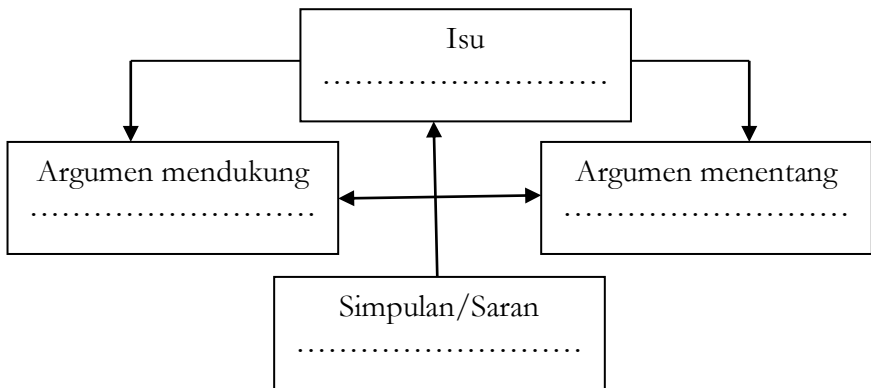 Isu
…………………………
Argumen mendukung
…………………………
Argumen menentang
…………………………
Simpulan/Saran
…………………………